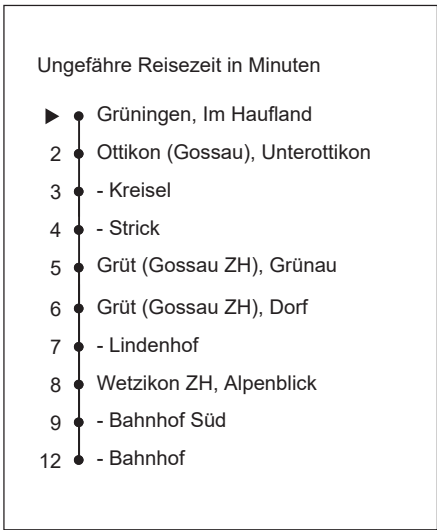 Ungefähre Reisezeit in Minuten
Grüningen, Im Haufland
2 Ottikon (Gossau), Unterottikon
3 - Kreisel
4 - Strick
5 Grüt (Gossau ZH), Grünau
6 Grüt (Gossau ZH), Dorf
7 - Lindenhof
8 Wetzikon ZH, Alpenblick
9 - Bahnhof Süd
12 - Bahnhof